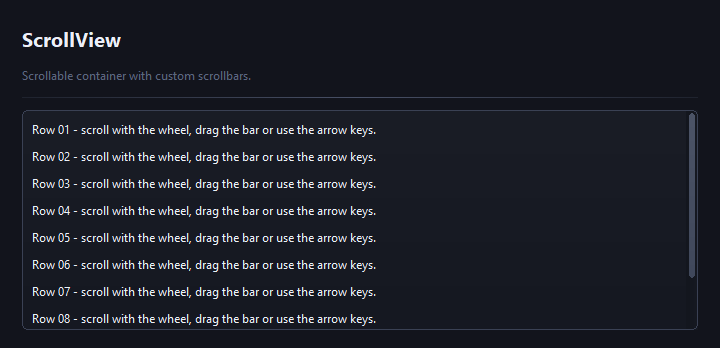 ScrollView
Scrollable container with custom scrollbars.
Row 01 - scroll with the wheel, drag the bar or use the arrow keys.
Row 02 - scroll with the wheel, drag the bar or use the arrow keys.
Row 03 - scroll with the wheel, drag the bar or use the arrow keys.
Row 04 - scroll with the wheel, drag the bar or use the arrow keys.
Row 05 - scroll with the wheel, drag the bar or use the arrow keys.
Row 06 - scroll with the wheel, drag the bar or use the arrow keys.
Row 07 - scroll with the wheel, drag the bar or use the arrow keys.
Row 08 - scroll with the wheel, drag the bar or use the arrow keys.